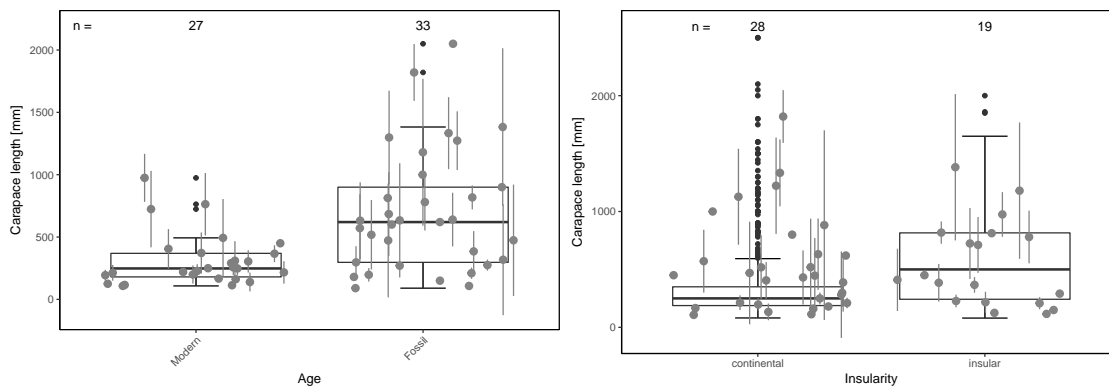 n =
27
33
2000
1500
1000
500
0
Carapace length [mm]
Modern
Fossil
Age
n =
28
19
2000
1000
0
Carapace length [mm]
continental
insular
Insularity